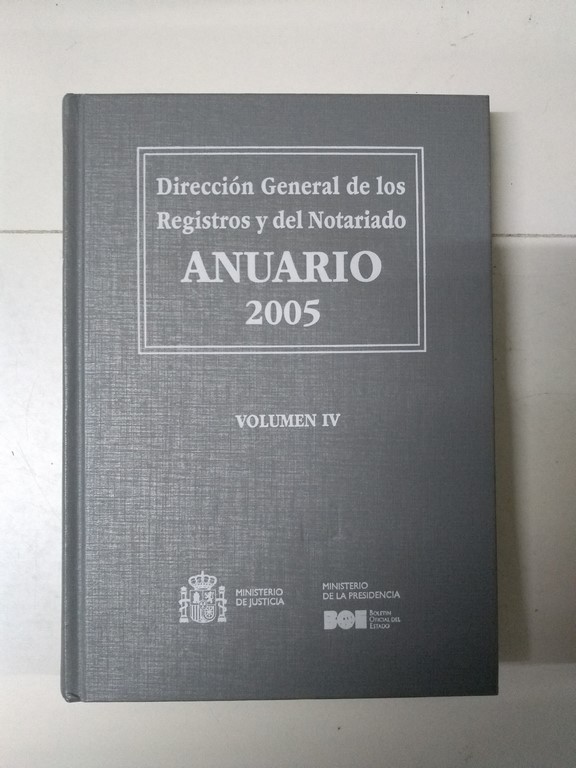 Dirección General de los
Registros y del Notariado
ANUARIO
2005
VOLUMEN IV
MINISTERIO
DE JUSTICIA
MINISTERIO
DE LA PRESIDENCIA
BOE
BOLETIN
OFICIAL DEL
ESTADO